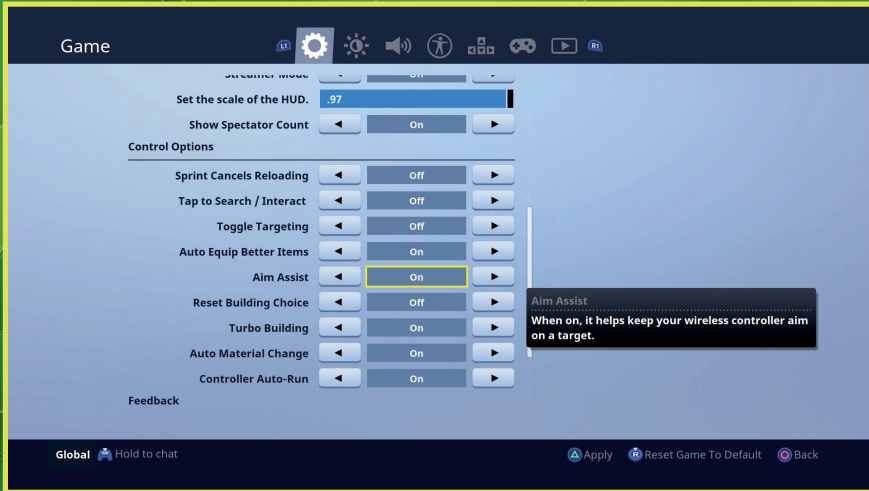 Game
L1
R1
Streamer Mode Off
Set the scale of the HUD. .97
Show Spectator Count On
Control Options
Sprint Cancels Reloading Off
Tap to Search / Interact Off
Toggle Targeting Off
Auto Equip Better Items On
Aim Assist On
Reset Building Choice Off
Turbo Building On
Auto Material Change On
Controller Auto-Run On
Feedback
Aim Assist
When on, it helps keep your wireless controller aim
on a target.
Global Hold to chat
Apply R Reset Game To Default Back